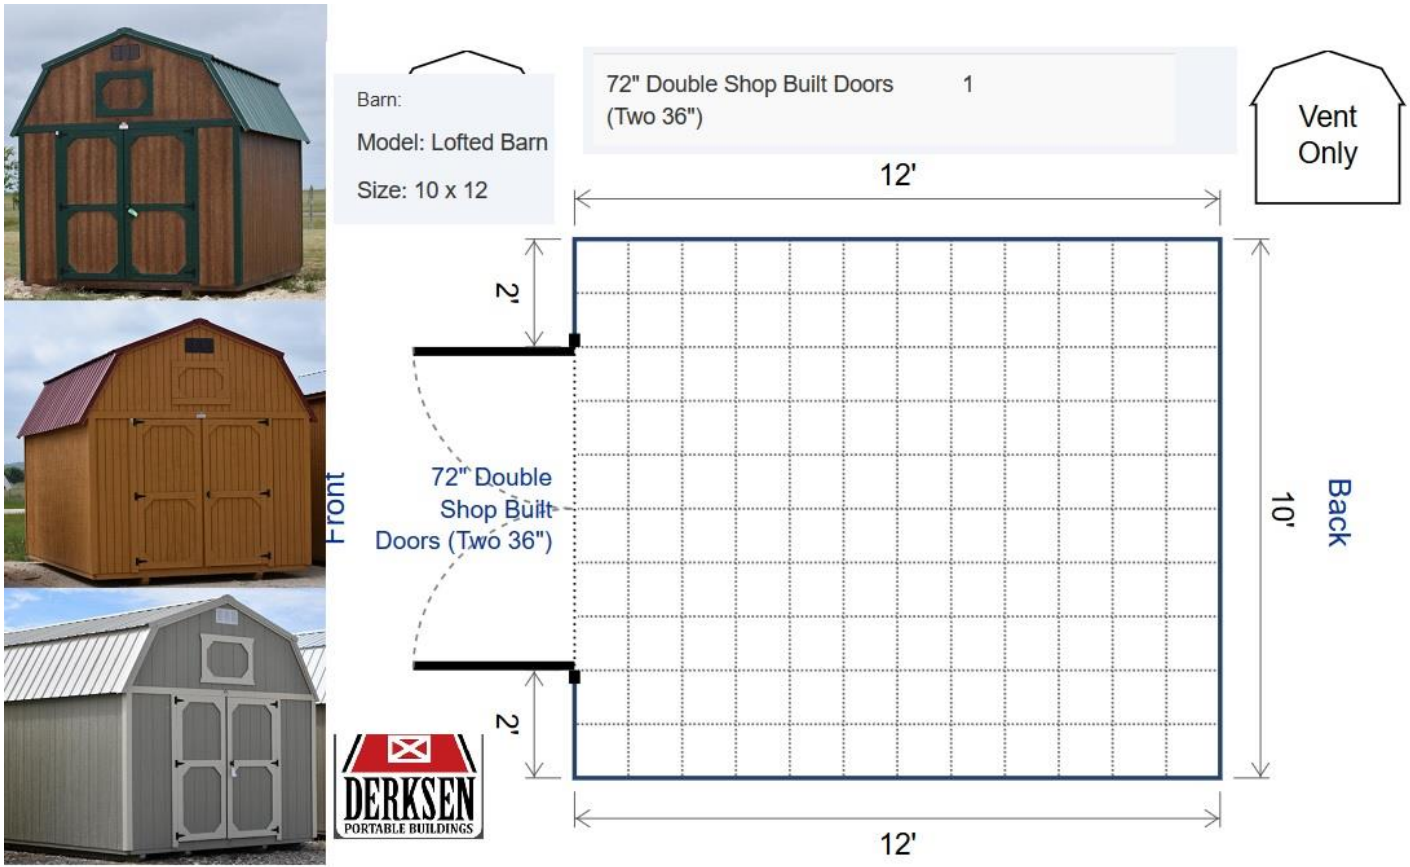 Barn:
Model: Lofted Barn
Size: 10 x 12
72" Double Shop Built Doors 1
(Two 36")
Vent
Only
12'
2'
Front
72" Double
Shop Built
Doors (Two 36")
10'
Back
2'
DERKSEN
PORTABLE BUILDINGS
12'